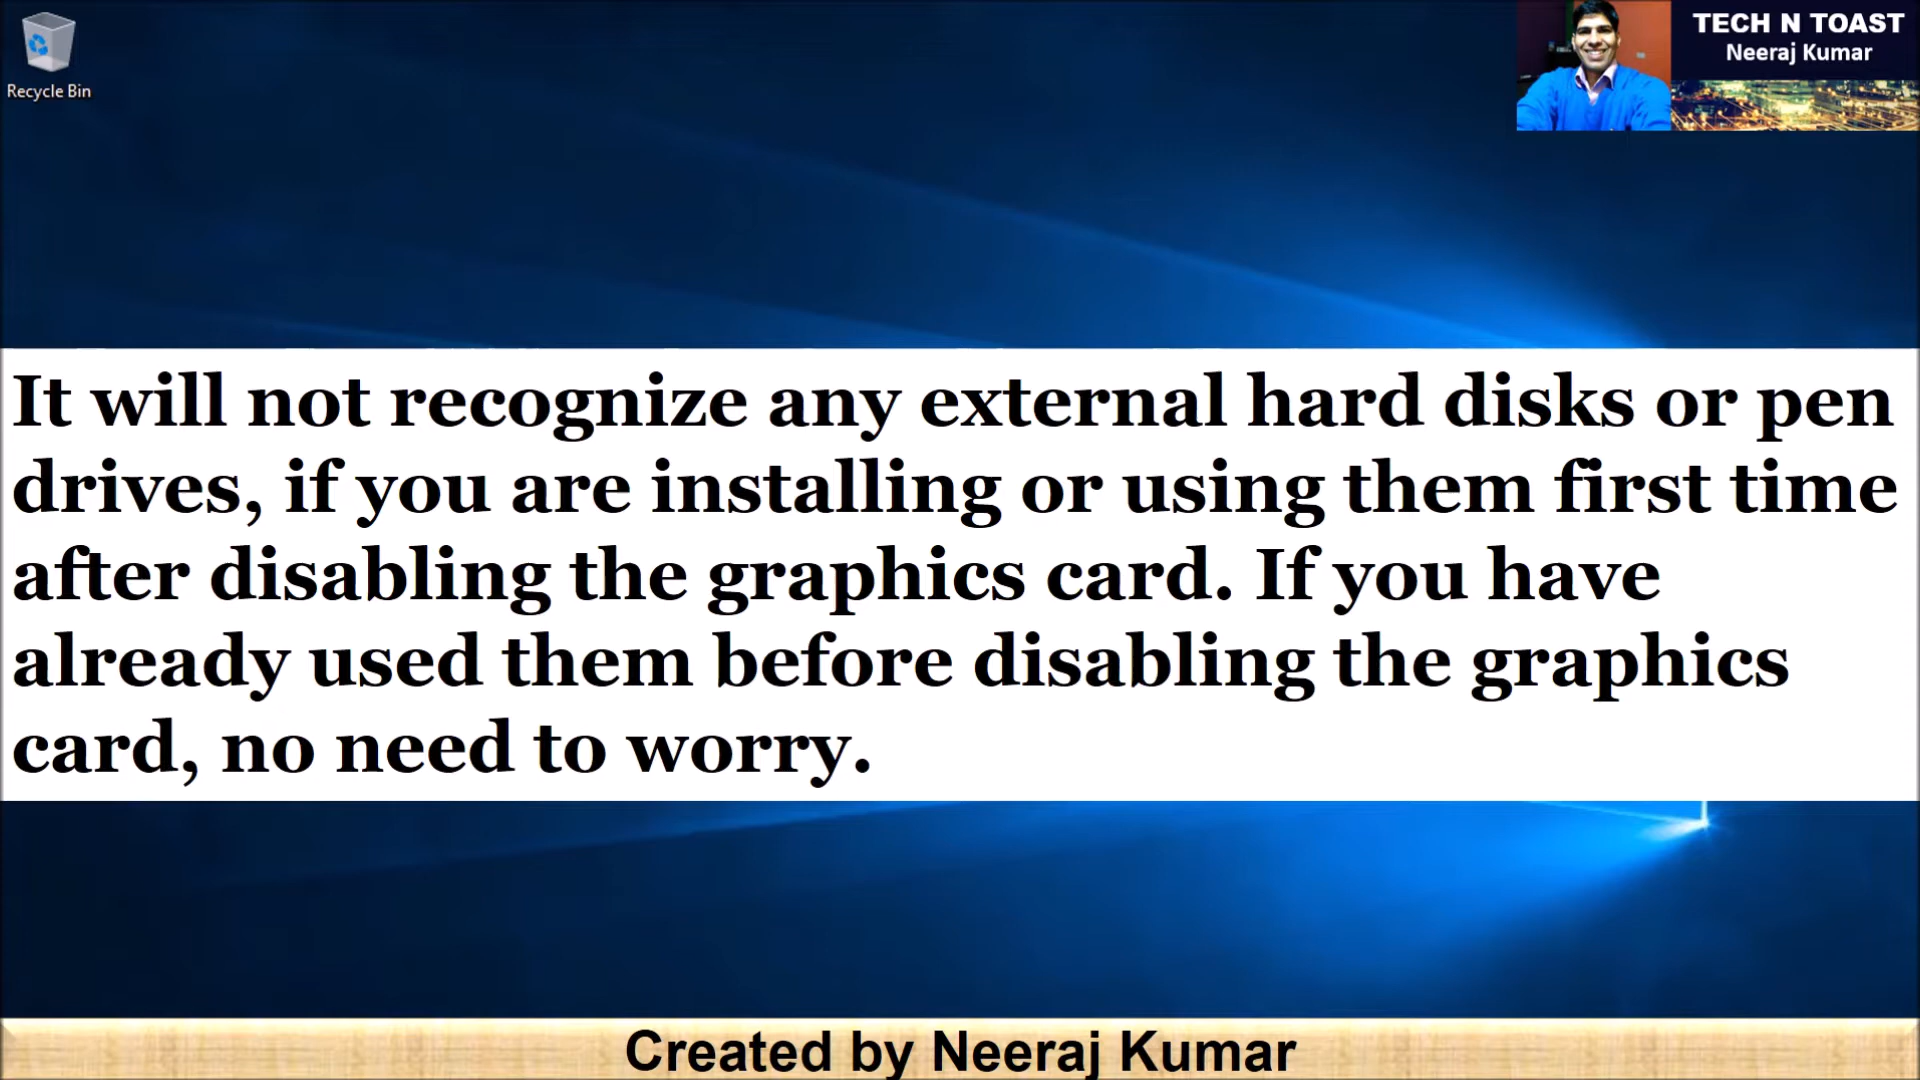 Recycle Bin
TECH N TOAST
Neeraj Kumar
It will not recognize any external hard disks or pen
drives, if you are installing or using them first time
after disabling the graphics card. If you have
already used them before disabling the graphics
card, no need to worry.
Created by Neeraj Kumar